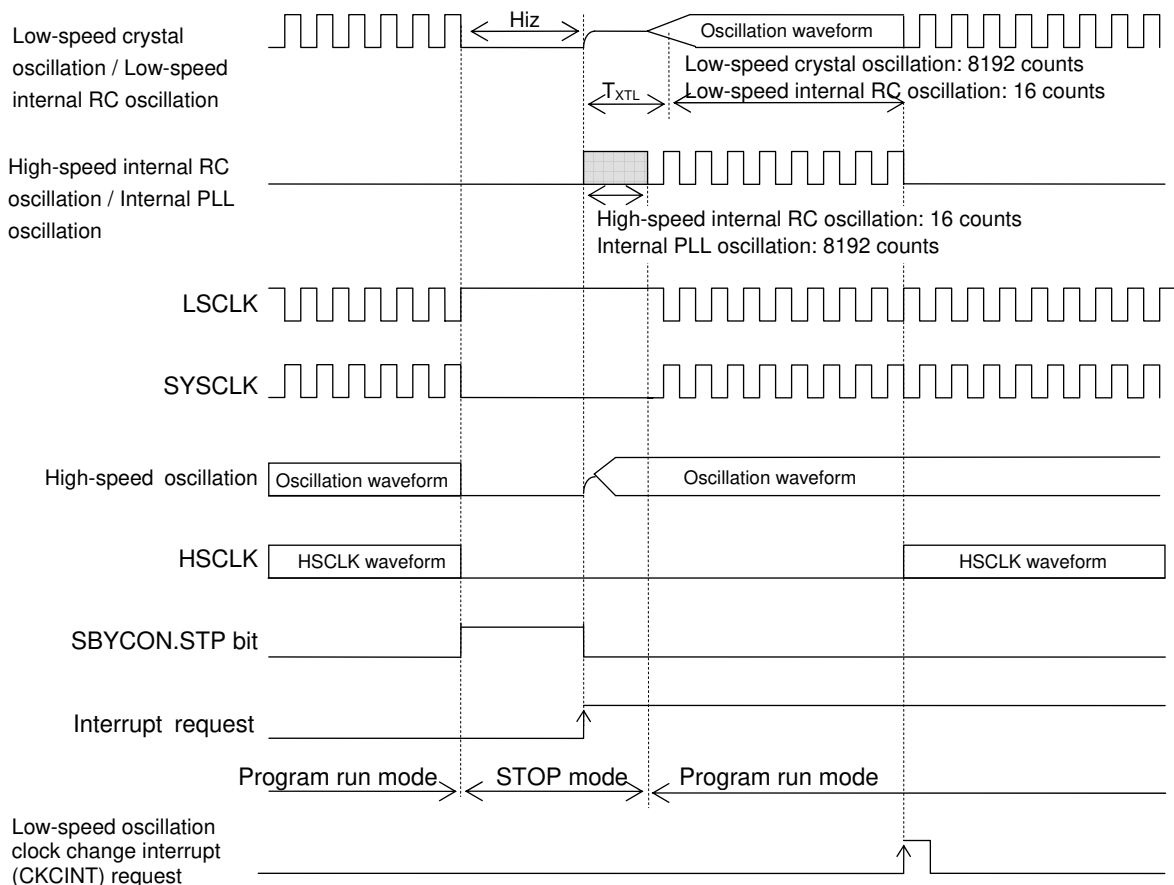 Hiz
Low-speed crystal
oscillation / Low-speed
internal RC oscillation
Oscillation waveform
Low-speed crystal oscillation: 8192 counts
TXTL
Low-speed internal RC oscillation: 16 counts
High-speed internal RC
oscillation / Internal PLL
oscillation
High-speed internal RC oscillation: 16 counts
Internal PLL oscillation: 8192 counts
LSCLK
SYSCLK
High-speed oscillation
Oscillation waveform
Oscillation waveform
HSCLK
HSCLK waveform
HSCLK waveform
SBYCON.STP bit
Interrupt request
Program run mode
STOP mode
Program run mode
Low-speed oscillation
clock change interrupt
(CKCINT) request